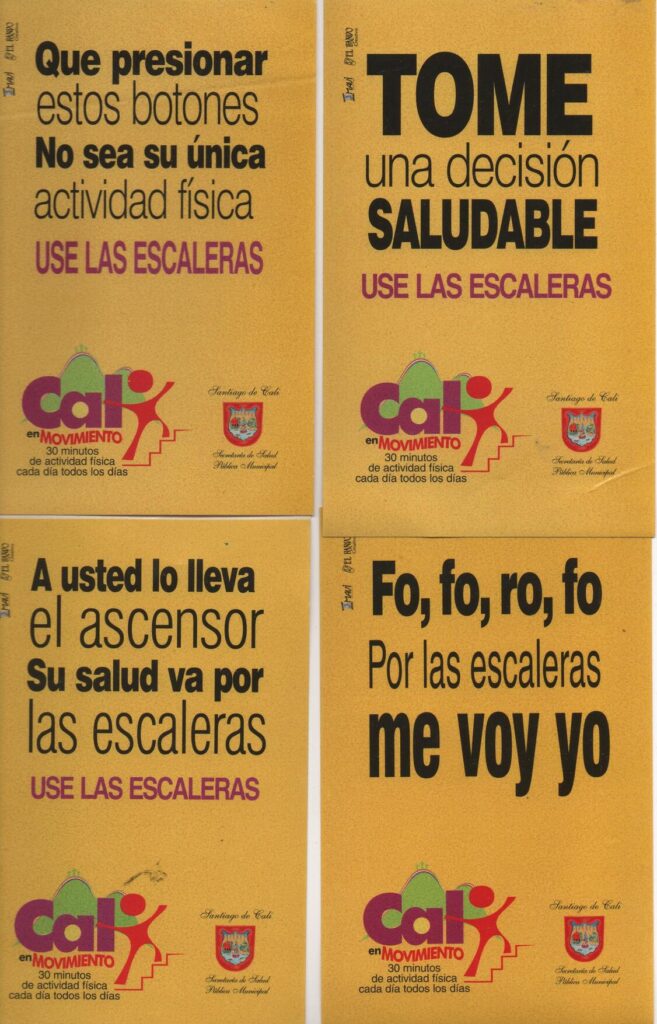 Que presionar
estos botones
No sea su única
actividad física
USE LAS ESCALERAS
Cali
en MOVIMIENTO
30 minutos
de actividad física
cada día todos los días
Santiago de Cali
Secretaría de Salud
Pública Municipal
TOME
una decisión
SALUDABLE
USE LAS ESCALERAS
Cali
en MOVIMIENTO
30 minutos
de actividad física
cada día todos los días
Santiago de Cali
Secretaría de Salud
Pública Municipal
A usted lo lleva
el ascensor
Su salud va por
las escaleras
USE LAS ESCALERAS
Cali
en MOVIMIENTO
30 minutos
de actividad física
cada día todos los días
Santiago de Cali
Secretaría de Salud
Pública Municipal
Fo, fo, ro, fo
Por las escaleras
me voy yo
Cali
en MOVIMIENTO
30 minutos
de actividad física
cada día todos los días
Santiago de Cali
Secretaría de Salud
Pública Municipal